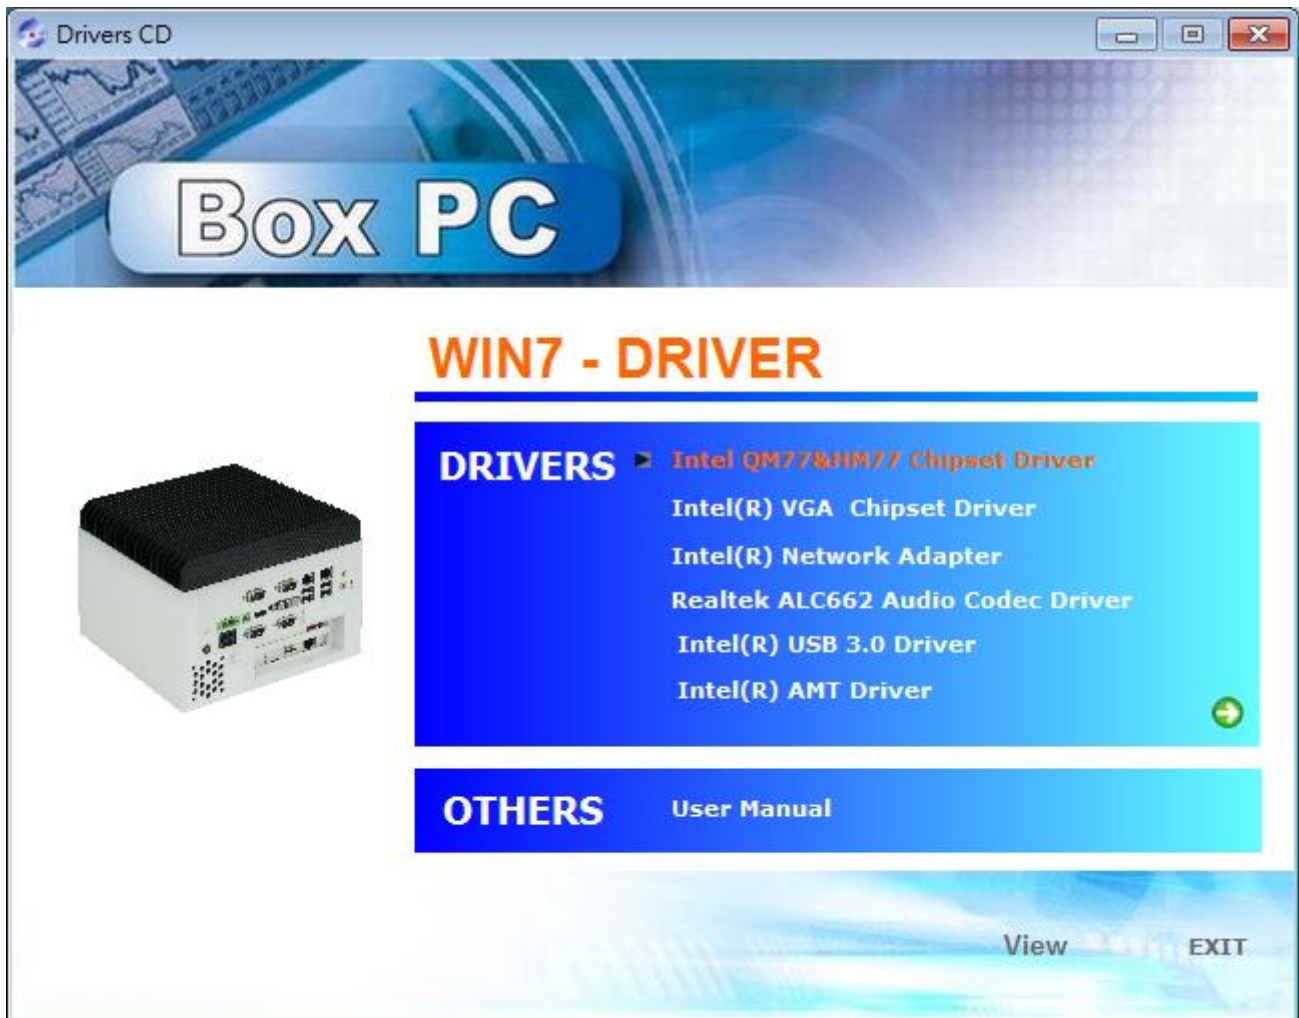 Drivers CD
Box PC
WIN7 - DRIVER
DRIVERS
Intel QM77&HM77 Chipset Driver
Intel(R) VGA Chipset Driver
Intel(R) Network Adapter
Realtek ALC662 Audio Codec Driver
Intel(R) USB 3.0 Driver
Intel(R) AMT Driver
OTHERS
User Manual
View
EXIT